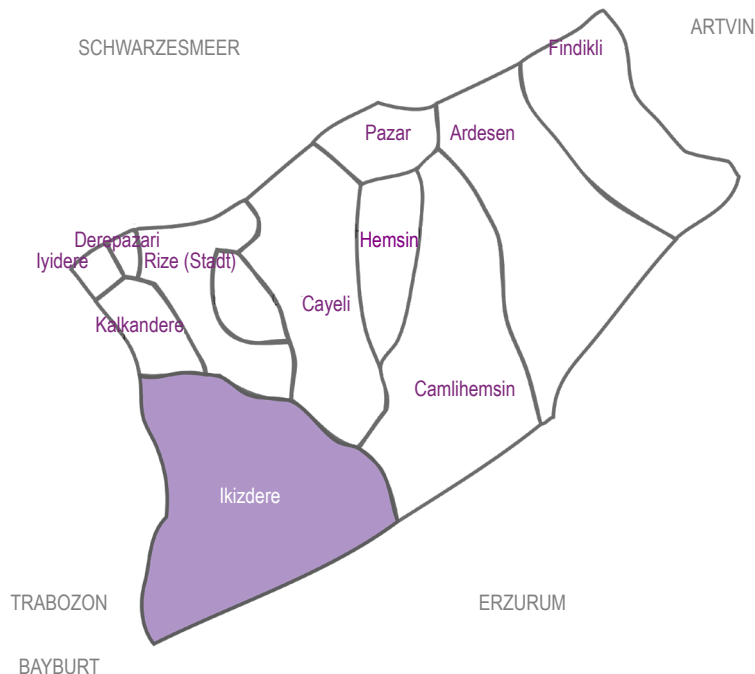 ARTVIN
SCHWARZESMEER
Findikli
Pazar
Ardesen
Derepazari
Hemsin
Iyidere
Rize (Stadt)
Cayeli
Kalkandere
Camlihemsin
Ikizdere
TRABOZON
ERZURUM
BAYBURT